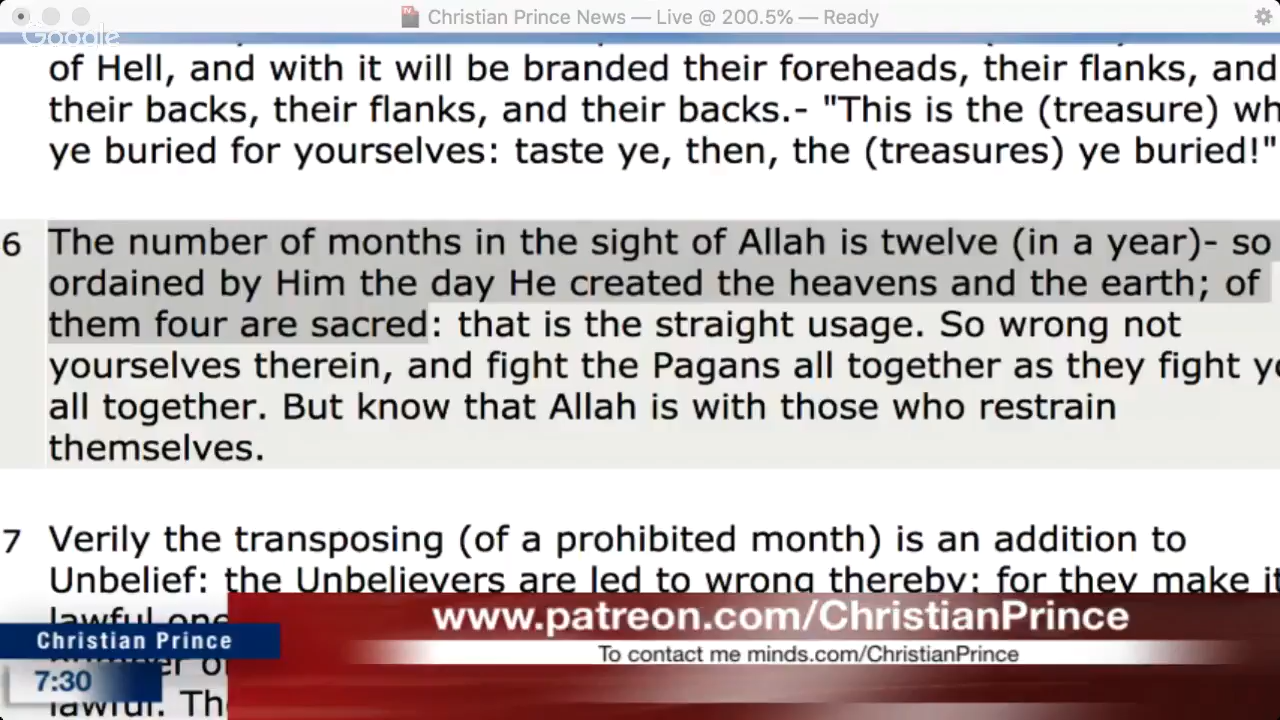 Christian Prince News — Live @ 200.5% — Ready
Google
of Hell, and with it will be branded their foreheads, their flanks, and
their backs, their flanks, and their backs.- "This is the (treasure) wh
ye buried for yourselves: taste ye, then, the (treasures) ye buried!"
6 The number of months in the sight of Allah is twelve (in a year)- so
ordained by Him the day He created the heavens and the earth; of
them four are sacred: that is the straight usage. So wrong not
yourselves therein, and fight the Pagans all together as they fight yo
all together. But know that Allah is with those who restrain
themselves.
7 Verily the transposing (of a prohibited month) is an addition to
Unbelief: the Unbelievers are led to wrong thereby: for they make it
lawful one
number of
lawful. Th
www.patreon.com/ChristianPrince
Christian Prince
To contact me minds.com/ChristianPrince
7:30